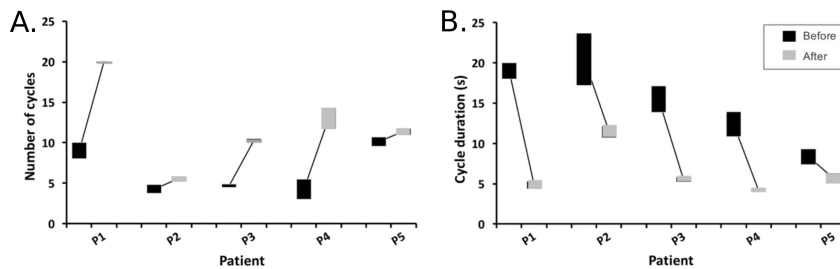 A.
25
20
15
10
5
0
Number of cycles
P1
P2
P3
P4
P5
Patient
B.
25
20
15
10
5
0
Cycle duration (s)
P1
P2
P3
P4
P5
Patient
Before
After